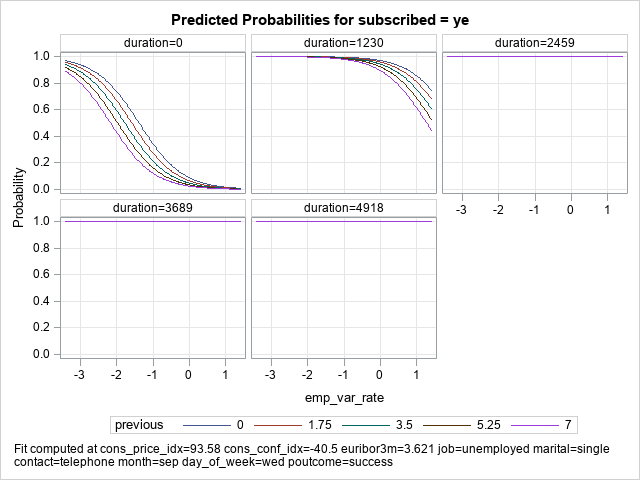 Predicted Probabilities for subscribed = ye
duration=0 duration=1230 duration=2459
1.0
0.8
0.6
0.4
0.2
0.0
-3 -2 -1 0 1
duration=3689 duration=4918
1.0
0.8
0.6
0.4
0.2
0.0
-3 -2 -1 0 1 -3 -2 -1 0 1
Probability
emp_var_rate
previous 0 1.75 3.5 5.25 7
Fit computed at cons_price_idx=93.58 cons_conf_idx=-40.5 euribor3m=3.621 job=unemployed marital=single
contact=telephone month=sep day_of_week=wed poutcome=success